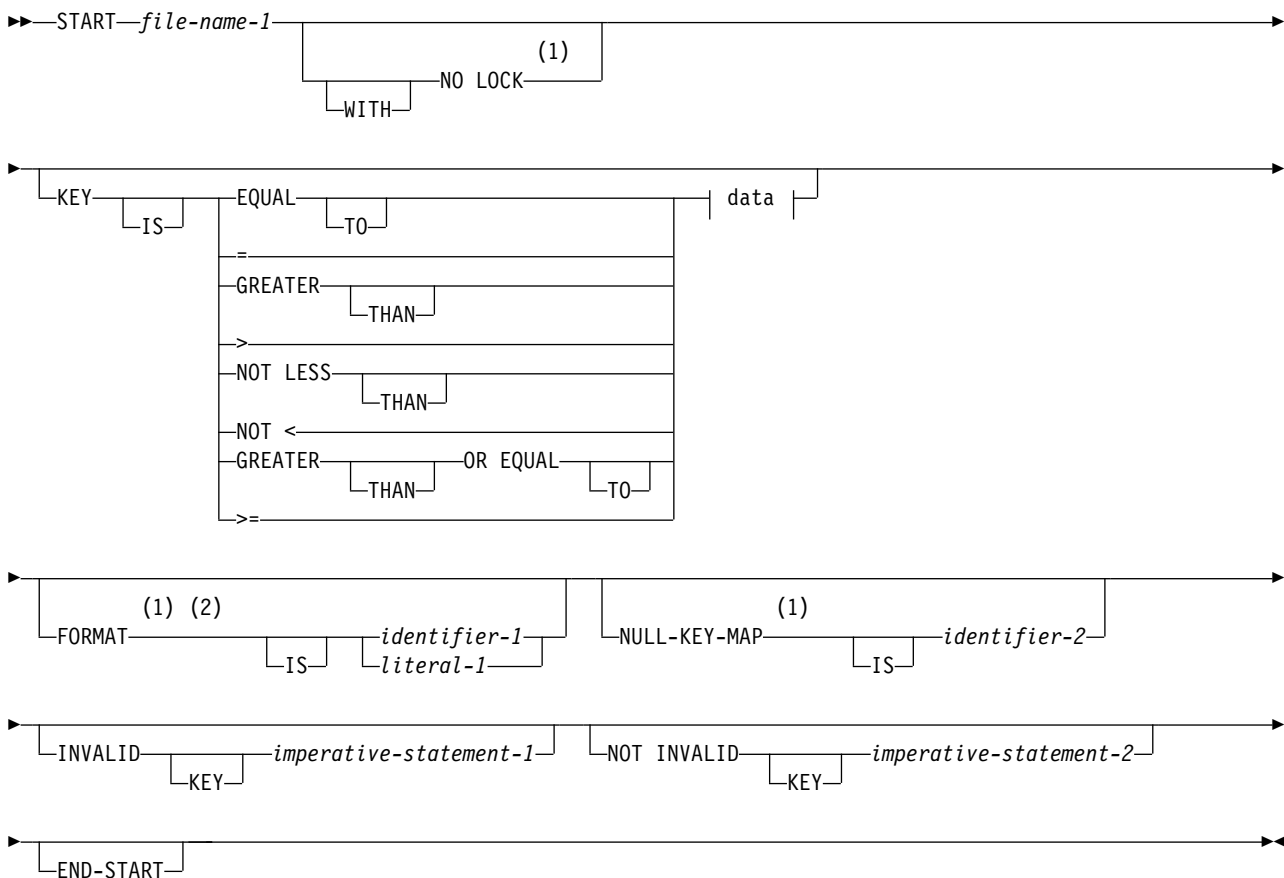 START file-name-1
(1)
NO LOCK
WITH
KEY EQUAL data
IS TO
=
GREATER
THAN
>
NOT LESS
THAN
NOT <
GREATER OR EQUAL
THAN TO
>=
(1) (2) (1)
FORMAT identifier-1 NULL-KEY-MAP identifier-2
IS literal-1 IS
INVALID imperative-statement-1 NOT INVALID imperative-statement-2
KEY KEY
END-START